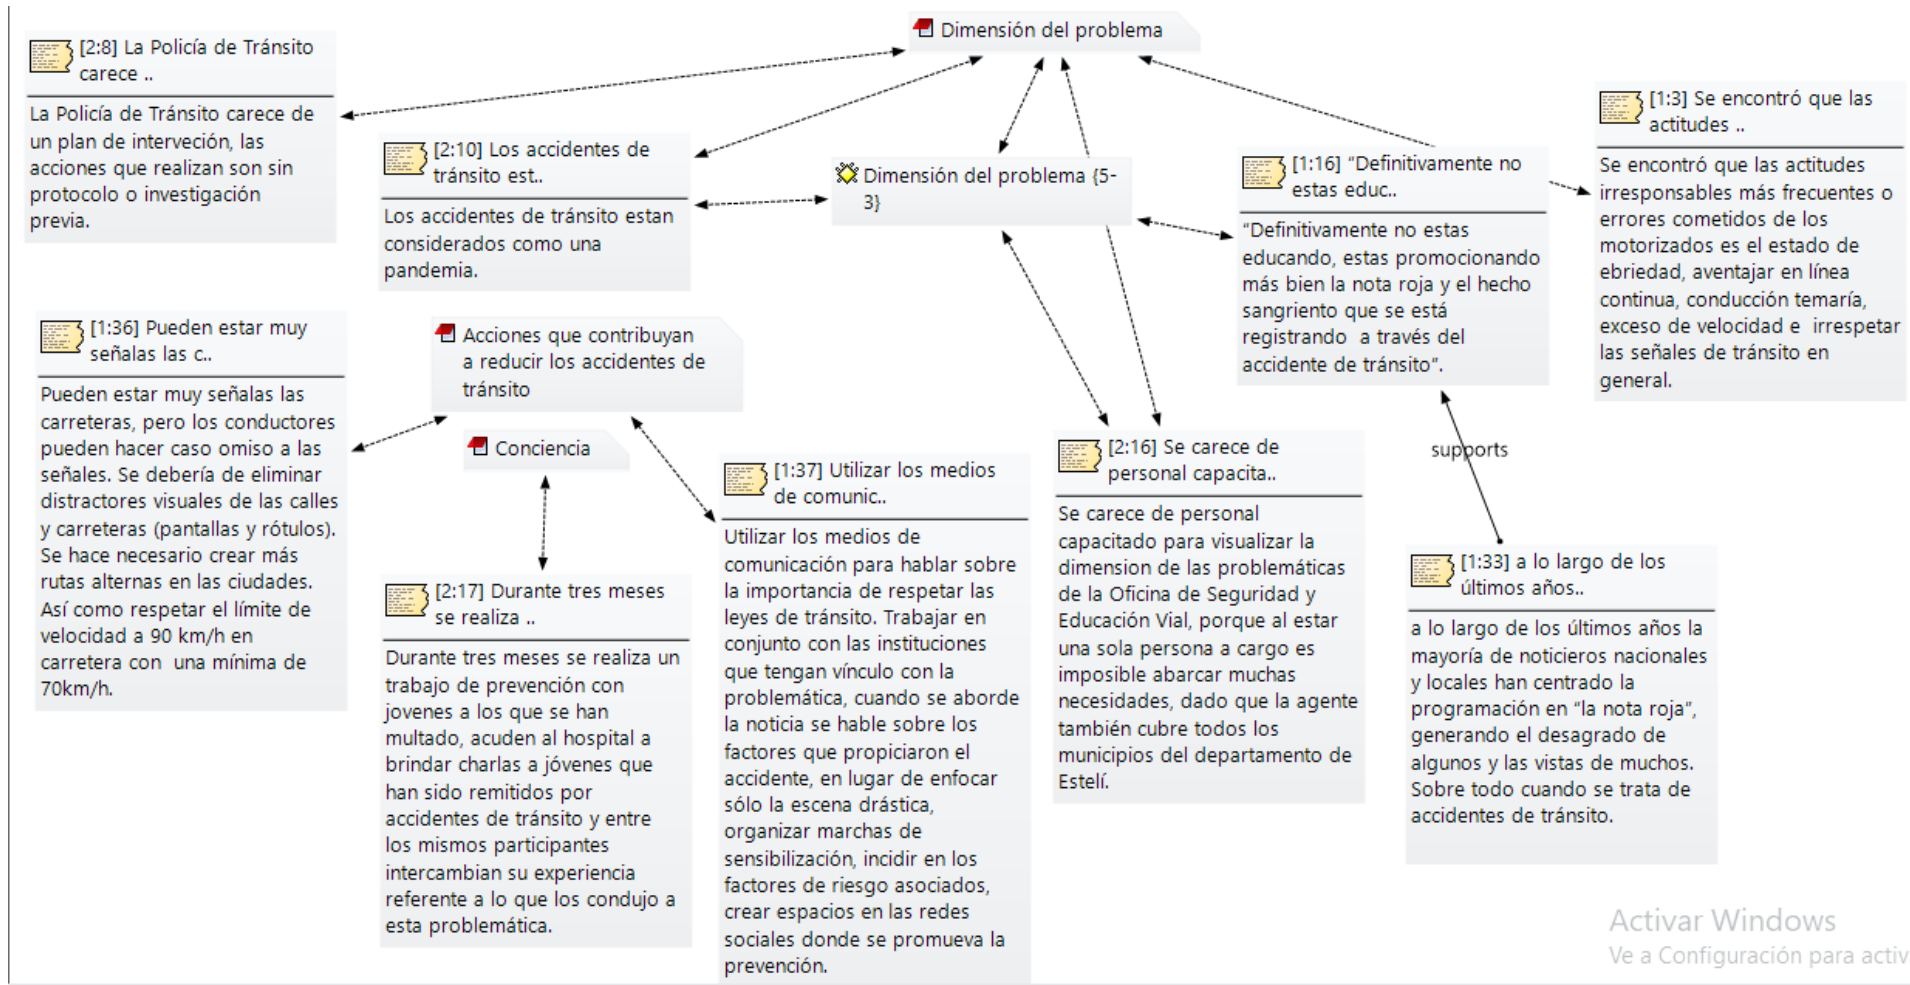 Dimensión del problema
[2:8] La Policía de Tránsito
carece ..
La Policía de Tránsito carece de
un plan de interveción, las
acciones que realizan son sin
protocolo o investigación
previa.
[2:10] Los accidentes de
tránsito est..
Los accidentes de tránsito estan
considerados como una
pandemia.
Dimensión del problema {5-
3}
[1:16] “Definitivamente no
estas educ..
“Definitivamente no estas
educando, estas promocionando
más bien la nota roja y el hecho
sangriento que se está
registrando a través del
accidente de tránsito”.
[1:3] Se encontró que las
actitudes ..
Se encontró que las actitudes
irresponsables más frecuentes o
errores cometidos de los
motorizados es el estado de
ebriedad, aventajar en línea
continua, conducción temaría,
exceso de velocidad e irrespetar
las señales de tránsito en
general.
[1:36] Pueden estar muy
señalas las c..
Pueden estar muy señalas las
carreteras, pero los conductores
pueden hacer caso omiso a las
señales. Se debería de eliminar
distractores visuales de las calles
y carreteras (pantallas y rótulos).
Se hace necesario crear más
rutas alternas en las ciudades.
Así como respetar el límite de
velocidad a 90 km/h en
carretera con una mínima de
70km/h.
Acciones que contribuyan
a reducir los accidentes de
tránsito
Conciencia
[2:17] Durante tres meses
se realiza ..
Durante tres meses se realiza un
trabajo de prevención con
jovenes a los que se han
multado, acuden al hospital a
brindar charlas a jóvenes que
han sido remitidos por
accidentes de tránsito y entre
los mismos participantes
intercambian su experiencia
referente a lo que los condujo a
esta problemática.
[1:37] Utilizar los medios
de comunic..
Utilizar los medios de
comunicación para hablar sobre
la importancia de respetar las
leyes de tránsito. Trabajar en
conjunto con las instituciones
que tengan vínculo con la
problemática, cuando se aborde
la noticia se hable sobre los
factores que propiciaron el
accidente, en lugar de enfocar
sólo la escena drástica,
organizar marchas de
sensibilización, incidir en los
factores de riesgo asociados,
crear espacios en las redes
sociales donde se promueva la
prevención.
[2:16] Se carece de
personal capacita..
Se carece de personal
capacitado para visualizar la
dimension de las problemáticas
de la Oficina de Seguridad y
Educación Vial, porque al estar
una sola persona a cargo es
imposible abarcar muchas
necesidades, dado que la agente
también cubre todos los
municipios del departamento de
Estelí.
supports
[1:33] a lo largo de los
últimos años..
a lo largo de los últimos años la
mayoría de noticieros nacionales
y locales han centrado la
programación en “la nota roja”,
generando el desagrado de
algunos y las vistas de muchos.
Sobre todo cuando se trata de
accidentes de tránsito.
Activar Windows
Ve a Configuración para activ